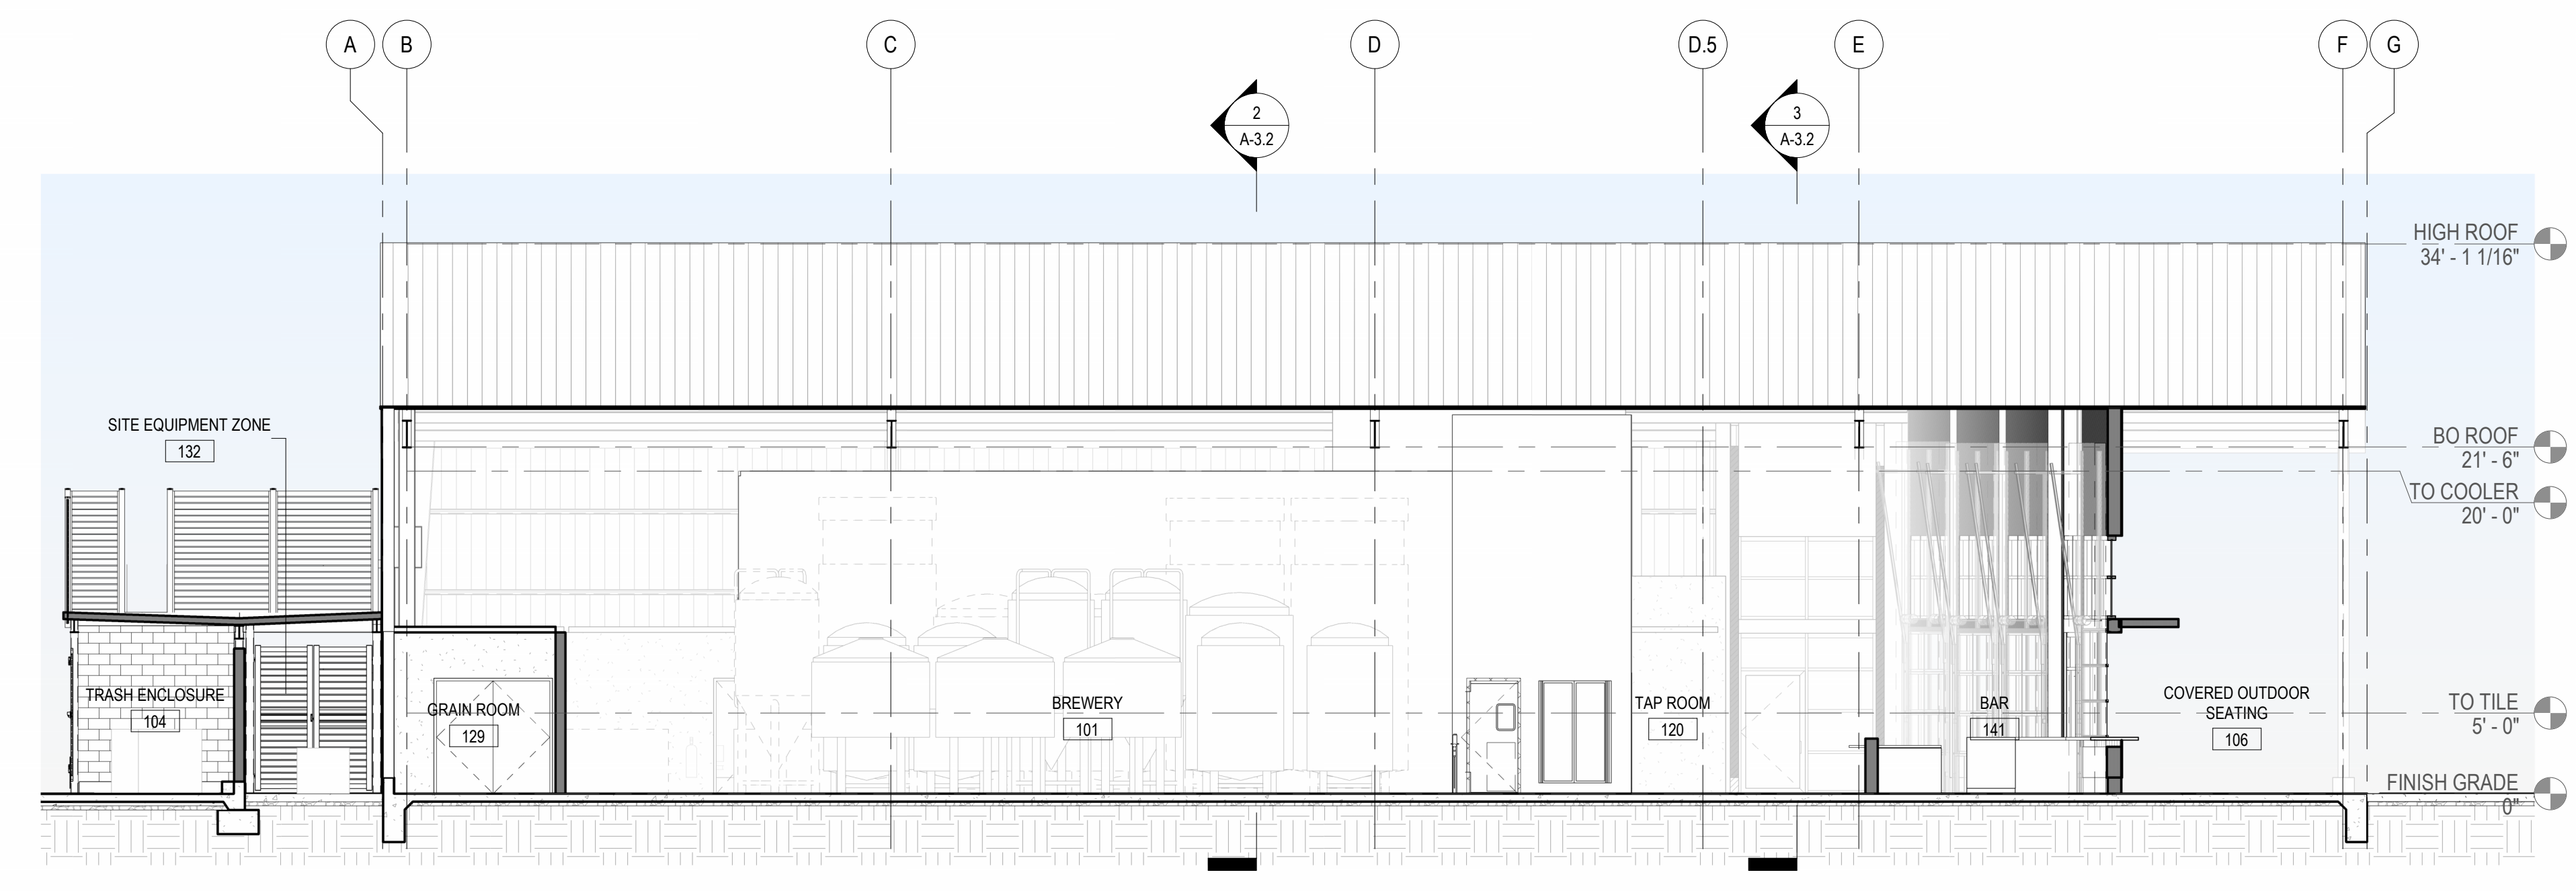 A
B
C
D
D.5
E
F
G
2
A-3.2
3
A-3.2
HIGH ROOF
34' - 1 1/16"
SITE EQUIPMENT ZONE
132
BO ROOF
21' - 6"
TO COOLER
20' - 0"
TRASH ENCLOSURE
104
GRAIN ROOM
129
BREWERY
101
TAP ROOM
120
BAR
141
COVERED OUTDOOR
SEATING
106
TO TILE
5' - 0"
FINISH GRADE
0"